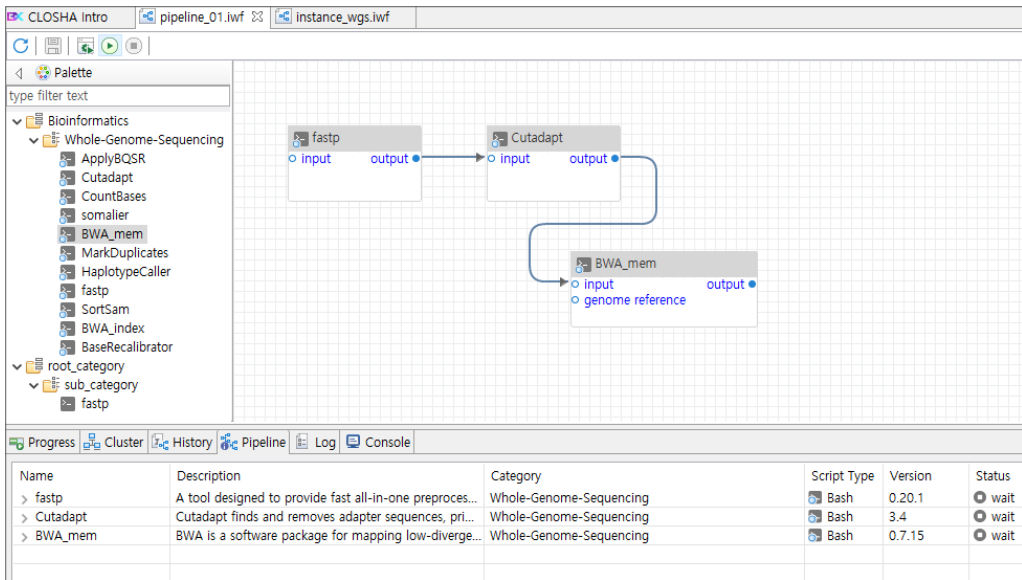 CLOSHA Intro
pipeline_01.iwf
instance_wgs.iwf
Palette
type filter text
Bioinformatics
Whole-Genome-Sequencing
ApplyBQSR
Cutadapt
CountBases
somalier
BWA_mem
MarkDuplicates
HaplotypeCaller
fastp
SortSam
BWA_index
BaseRecalibrator
root_category
sub_category
fastp
fastp
input output
Cutadapt
input output
BWA_mem
input output
genome reference
Progress Cluster History Pipeline Log Console
Name Description Category Script Type Version Status
fastp A tool designed to provide fast all-in-one preproces... Whole-Genome-Sequencing Bash 0.20.1 wait
Cutadapt Cutadapt finds and removes adapter sequences, pri... Whole-Genome-Sequencing Bash 3.4 wait
BWA_mem BWA is a software package for mapping low-diverge... Whole-Genome-Sequencing Bash 0.7.15 wait